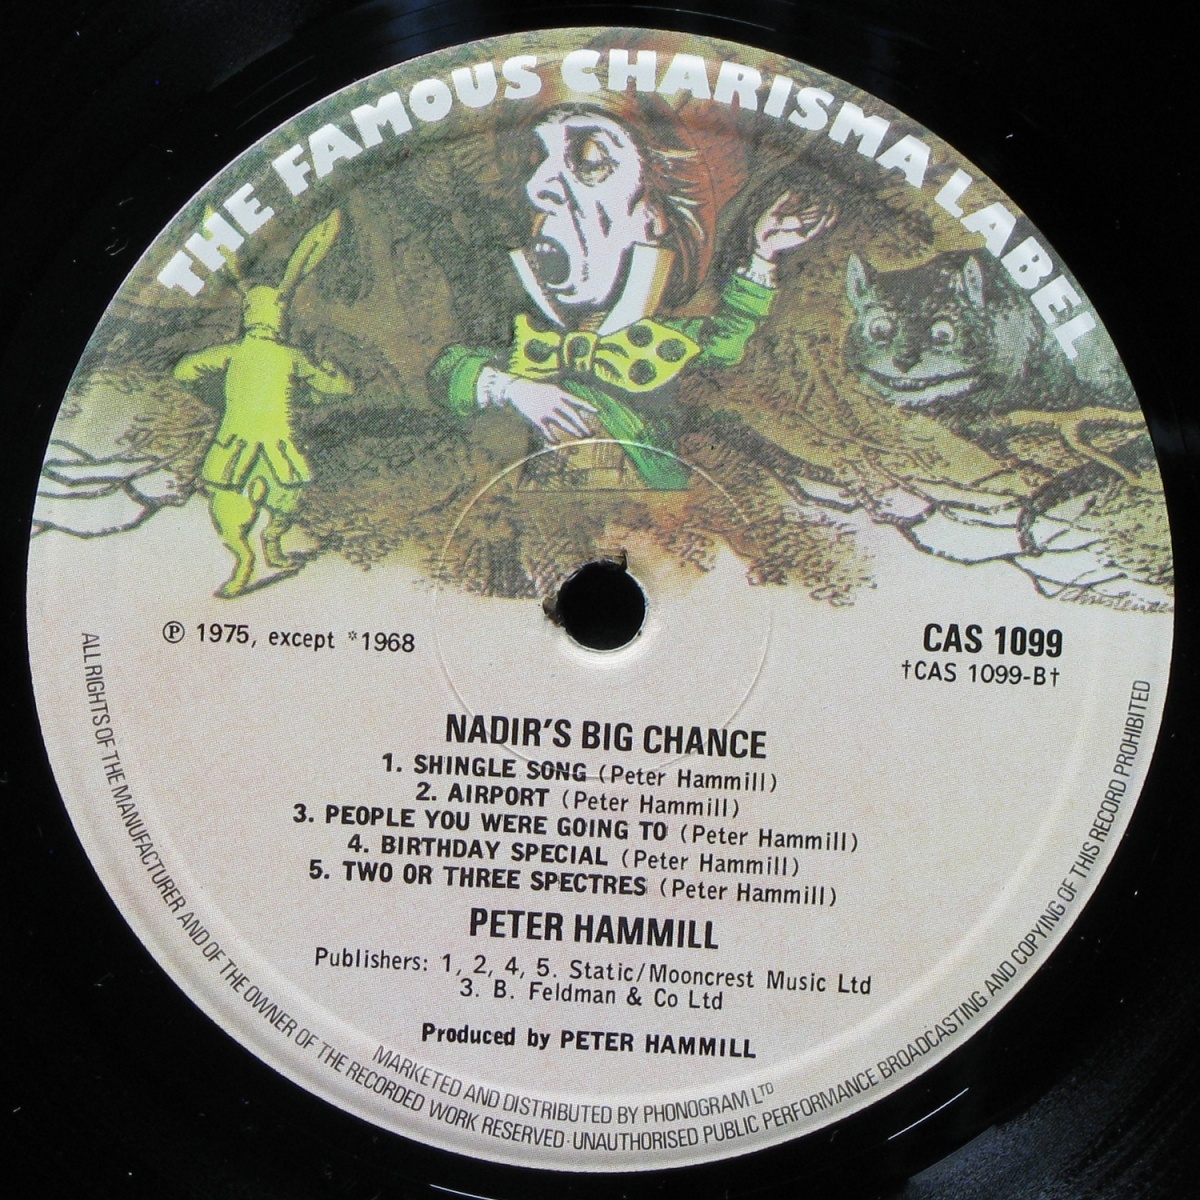 THE FAMOUS CHARISMA LABEL
℗ 1975, except *1968
CAS 1099
†CAS 1099-B†
NADIR'S BIG CHANCE
1. SHINGLE SONG (Peter Hammill)
2. AIRPORT (Peter Hammill)
3. PEOPLE YOU WERE GOING TO (Peter Hammill)
4. BIRTHDAY SPECIAL (Peter Hammill)
5. TWO OR THREE SPECTRES (Peter Hammill)
PETER HAMMILL
Publishers: 1, 2, 4, 5. Static/Mooncrest Music Ltd
3. B. Feldman & Co Ltd
Produced by PETER HAMMILL
MARKETED AND DISTRIBUTED BY PHONOGRAM LTD
ALL RIGHTS OF THE MANUFACTURER AND OF THE OWNER OF THE RECORDED WORK RESERVED · UNAUTHORISED PUBLIC PERFORMANCE BROADCASTING AND COPYING OF THIS RECORD PROHIBITED